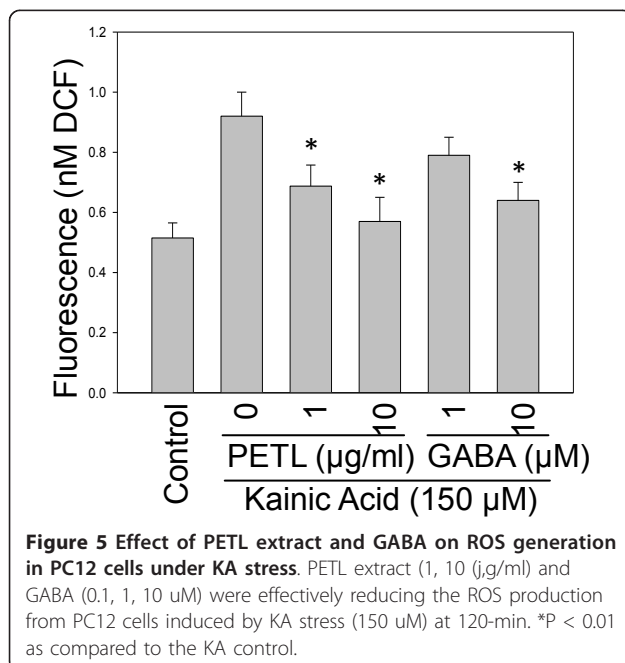 1.2
1.0
0.8
0.6
0.4
0.2
0.0
Fluorescence (nM DCF)
* * *
Control 0 1 10 1 10
PETL (µg/ml) GABA (µM)
Kainic Acid (150 µM)
Figure 5 Effect of PETL extract and GABA on ROS generation
in PC12 cells under KA stress. PETL extract (1, 10 (j,g/ml) and
GABA (0.1, 1, 10 uM) were effectively reducing the ROS production
from PC12 cells induced by KA stress (150 uM) at 120-min. *P < 0.01
as compared to the KA control.